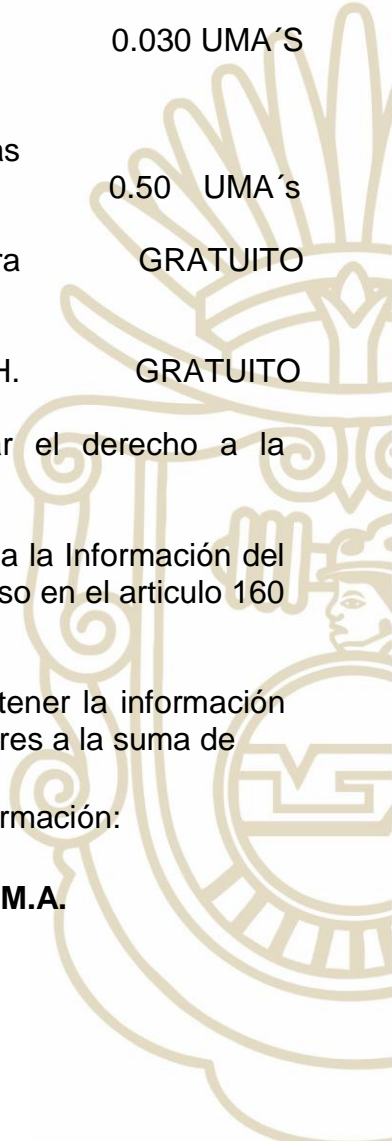 0.030 UMA´S
as
0.50 UMA´s
ra GRATUITO
H. GRATUITO
ar el derecho a la
a la Información del
so en el articulo 160
tener la información
res a la suma de
rmación:
M.A.